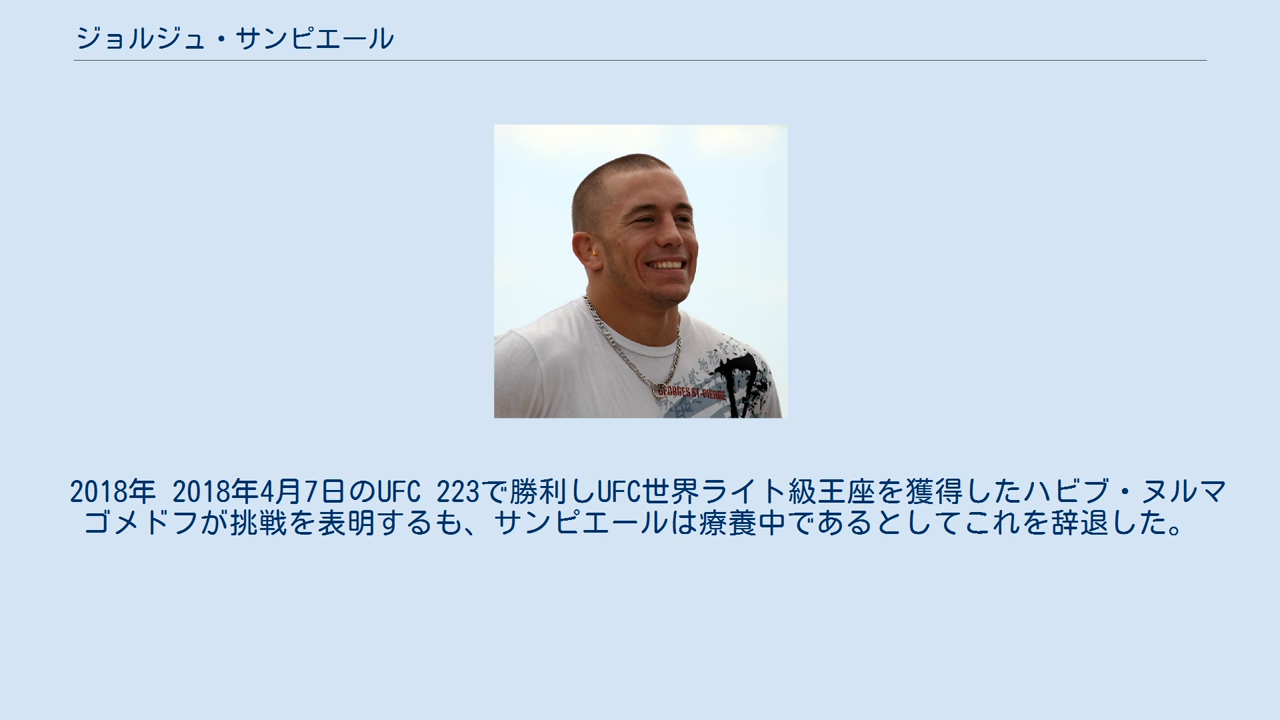 ジョルジュ・サンピエール
GEORGES ST-PIERRE
2018年 2018年4月7日のUFC 223で勝利しUFC世界ライト級王座を獲得したハビブ・ヌルマ
ゴメドフが挑戦を表明するも、サンピエールは療養中であるとしてこれを辞退した。